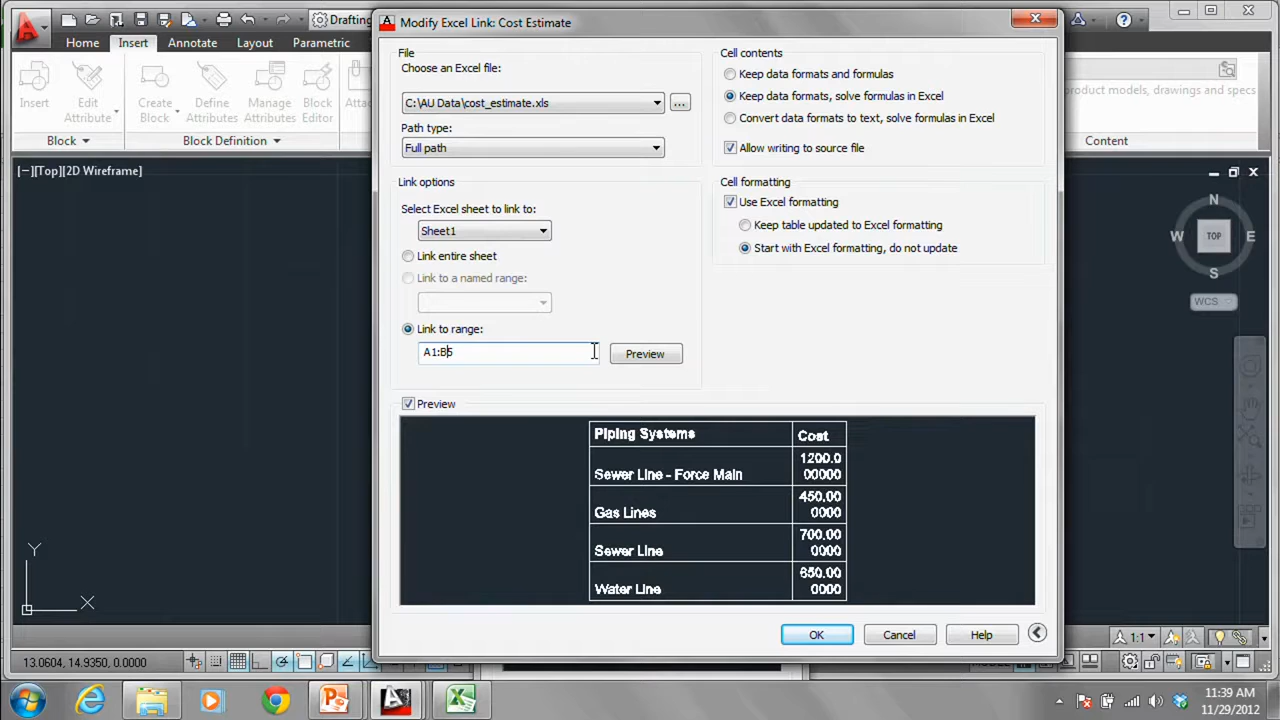 Drafting
Modify Excel Link: Cost Estimate
Home
Insert
Annotate
Layout
Parametric
Insert
Edit
Attribute
Create
Block
Define
Attributes
Manage
Attributes
Block
Editor
product models, drawings and specs
Block
Block Definition
Content
[−][Top][2D Wireframe]
File
Choose an Excel file:
C:\AU Data\cost_estimate.xls
...
Path type:
Full path
Link options
Select Excel sheet to link to:
Sheet1
Link entire sheet
Link to a named range:
Link to range:
A1:B5
Preview
Cell contents
Keep data formats and formulas
Keep data formats, solve formulas in Excel
Convert data formats to text, solve formulas in Excel
Allow writing to source file
Cell formatting
Use Excel formatting
Keep table updated to Excel formatting
Start with Excel formatting, do not update
Preview
Piping Systems Cost
Sewer Line - Force Main 1200.0
00000
Gas Lines 450.00
0000
Sewer Line 700.00
0000
Water Line 650.00
0000
OK
Cancel
Help
N
W TOP E
S
WCS
Y
X
13.0604, 14.9350, 0.0000
1:1
11:39 AM
11/29/2012